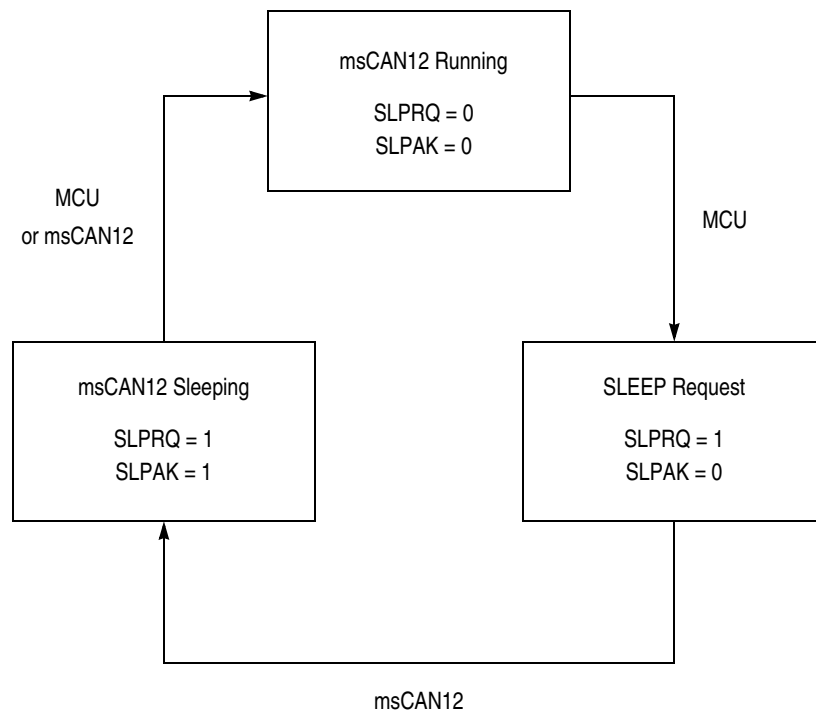 msCAN12 Running
SLPRQ = 0
SLPAK = 0
MCU
or msCAN12
MCU
msCAN12 Sleeping
SLPRQ = 1
SLPAK = 1
SLEEP Request
SLPRQ = 1
SLPAK = 0
msCAN12